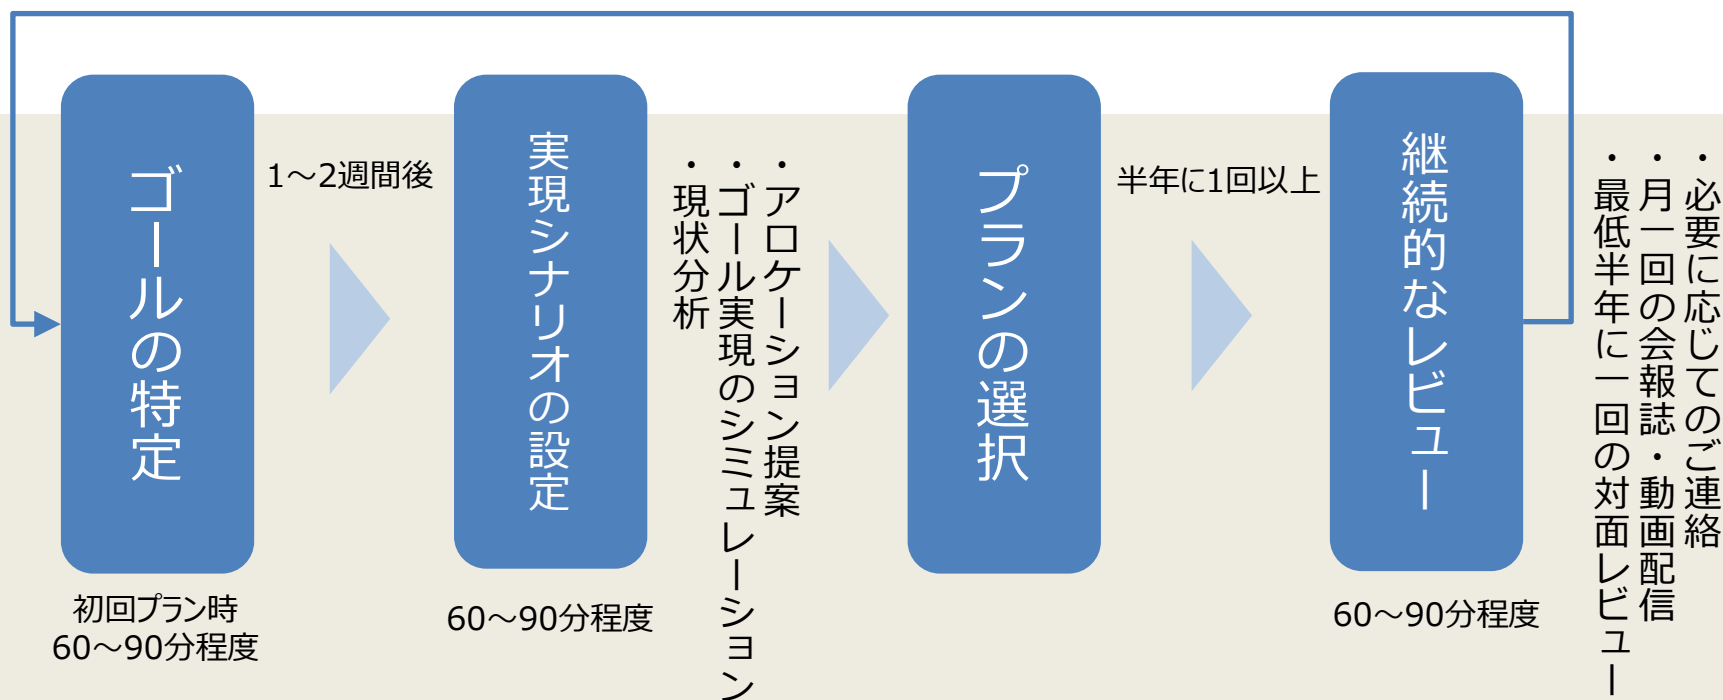 ゴールの特定
初回プラン時
60～90分程度
1～2週間後
実現シナリオの設定
60～90分程度
・アロケーション提案
・ゴール実現のシミュレーション
・現状分析
プランの選択
半年に1回以上
継続的なレビュー
60～90分程度
・必要に応じてのご連絡
・月一回の会報誌・動画配信
・最低半年に一回の対面レビュー